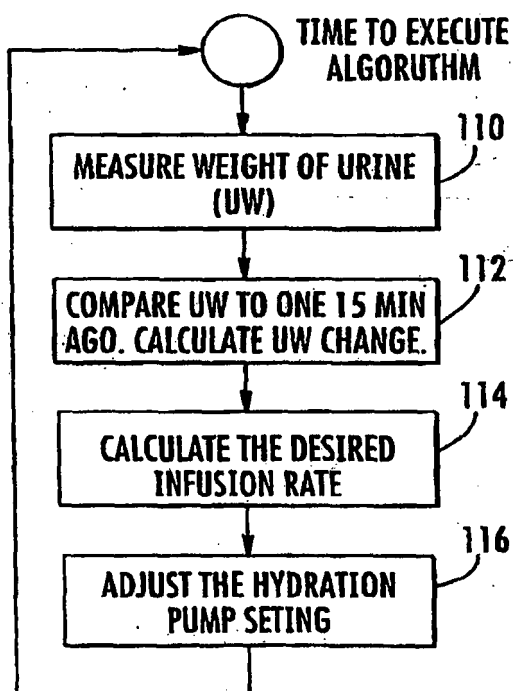 TIME TO EXECUTE
ALGORUTHM
110
MEASURE WEIGHT OF URINE
(UW)
112
COMPARE UW TO ONE 15 MIN
AGO. CALCULATE UW CHANGE.
114
CALCULATE THE DESIRED
INFUSION RATE
116
ADJUST THE HYDRATION
PUMP SETING